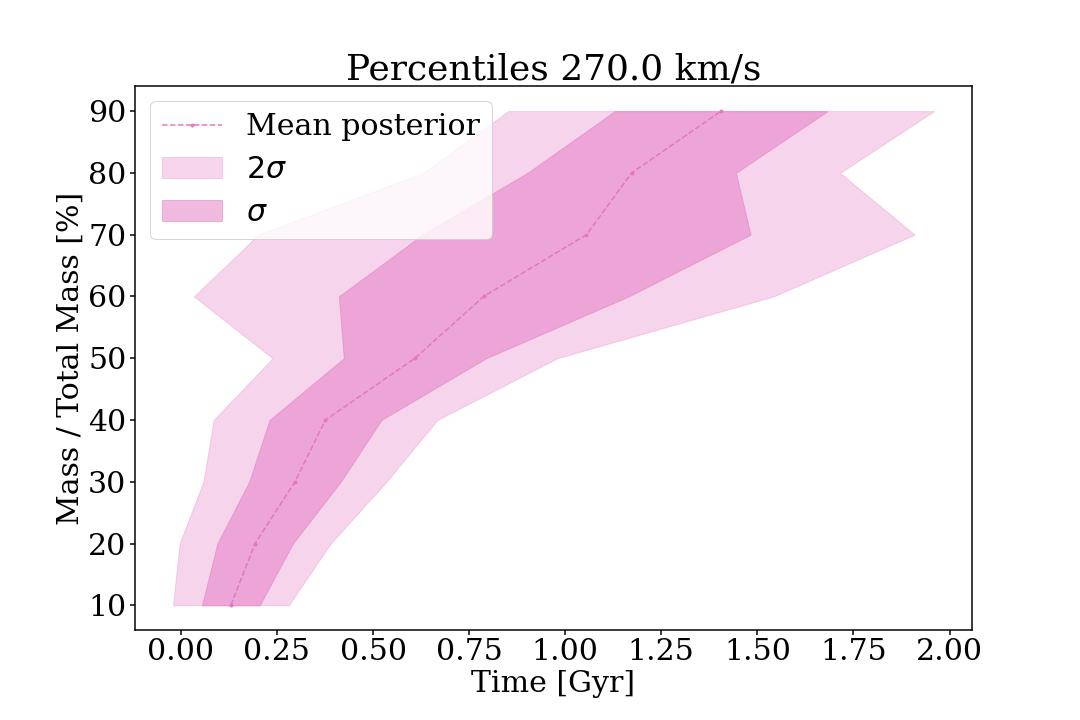 Percentiles 270.0 km/s
Mean posterior
2σ
σ
Mass / Total Mass [%]
90
80
70
60
50
40
30
20
10
0.00 0.25 0.50 0.75 1.00 1.25 1.50 1.75 2.00
Time [Gyr]